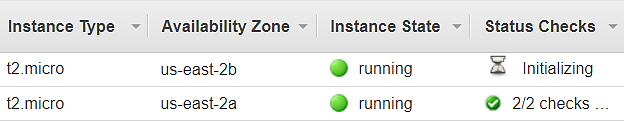 Instance Type Availability Zone Instance State Status Checks
t2.micro us-east-2b running Initializing
t2.micro us-east-2a running 2/2 checks ...